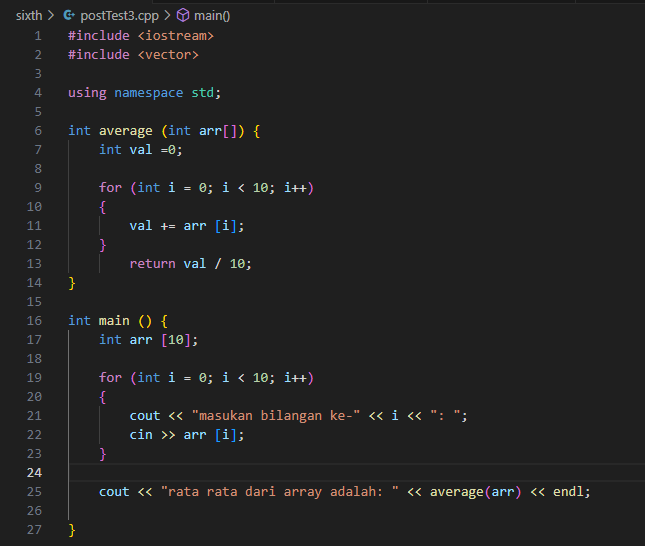 sixth > postTest3.cpp > main()
1 #include <iostream>
2 #include <vector>
3
4 using namespace std;
5
6 int average (int arr[]) {
7     int val =0;
8
9     for (int i = 0; i < 10; i++)
10     {
11         val += arr [i];
12     }
13         return val / 10;
14 }
15
16 int main () {
17     int arr [10];
18
19     for (int i = 0; i < 10; i++)
20     {
21         cout << "masukan bilangan ke-" << i << ": ";
22         cin >> arr [i];
23     }
24
25     cout << "rata rata dari array adalah: " << average(arr) << endl;
26
27 }